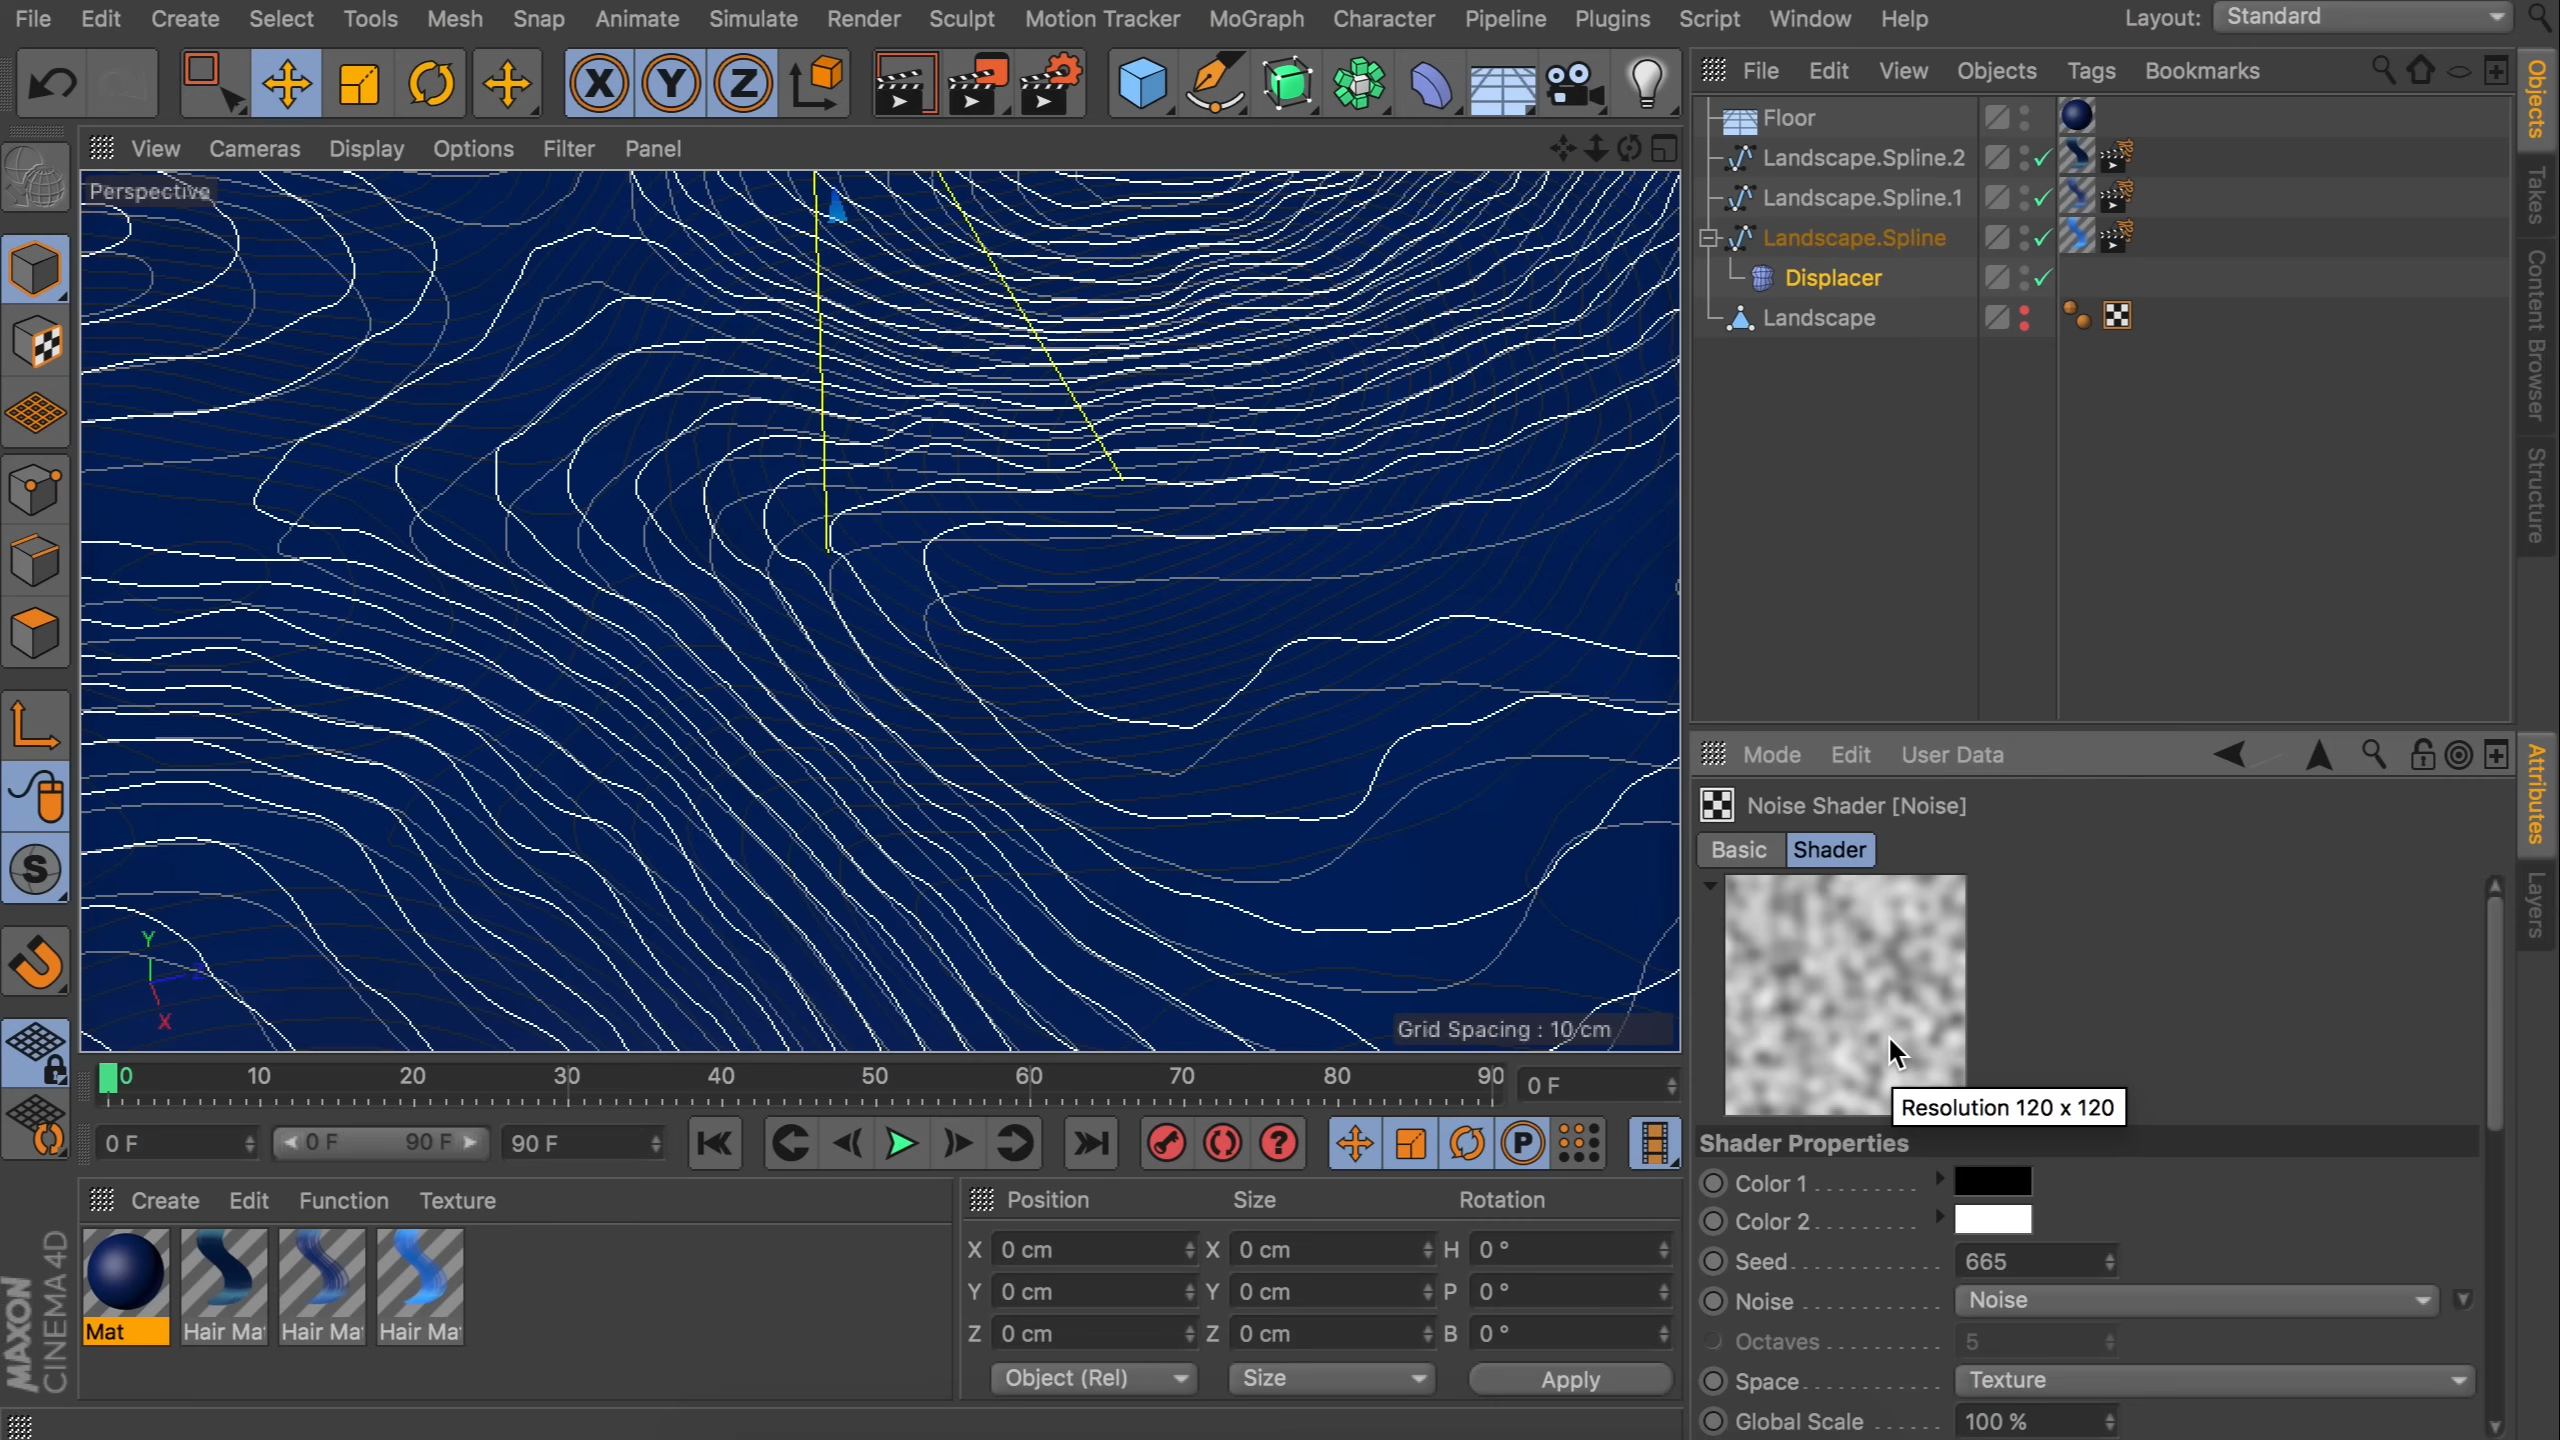 File Edit Create Select Tools Mesh Snap Animate Simulate Render Sculpt Motion Tracker MoGraph Character Pipeline Plugins Script Window Help Layout: Standard
X Y Z
File Edit View Objects Tags Bookmarks
View Cameras Display Options Filter Panel
Perspective
Floor
Landscape.Spline.2
Landscape.Spline.1
Landscape.Spline
Displacer
Landscape
Objects
Takes
Content Browser
Structure
S
Y
Z
X
Grid Spacing : 10 cm
Mode Edit User Data
Noise Shader [Noise]
Basic Shader
Attributes
Layers
Resolution 120 x 120
Shader Properties
Color 1
Color 2
Seed 665
Noise Noise
Octaves 5
Space Texture
Global Scale 100 %
0 10 20 30 40 50 60 70 80 90 0 F
0 F 0 F 90 F 90 F ? P
Create Edit Function Texture
Mat Hair Ma Hair Ma Hair Ma
Position Size Rotation
X 0 cm X 0 cm H 0 °
Y 0 cm Y 0 cm P 0 °
Z 0 cm Z 0 cm B 0 °
Object (Rel) Size Apply
MAXON
CINEMA 4D